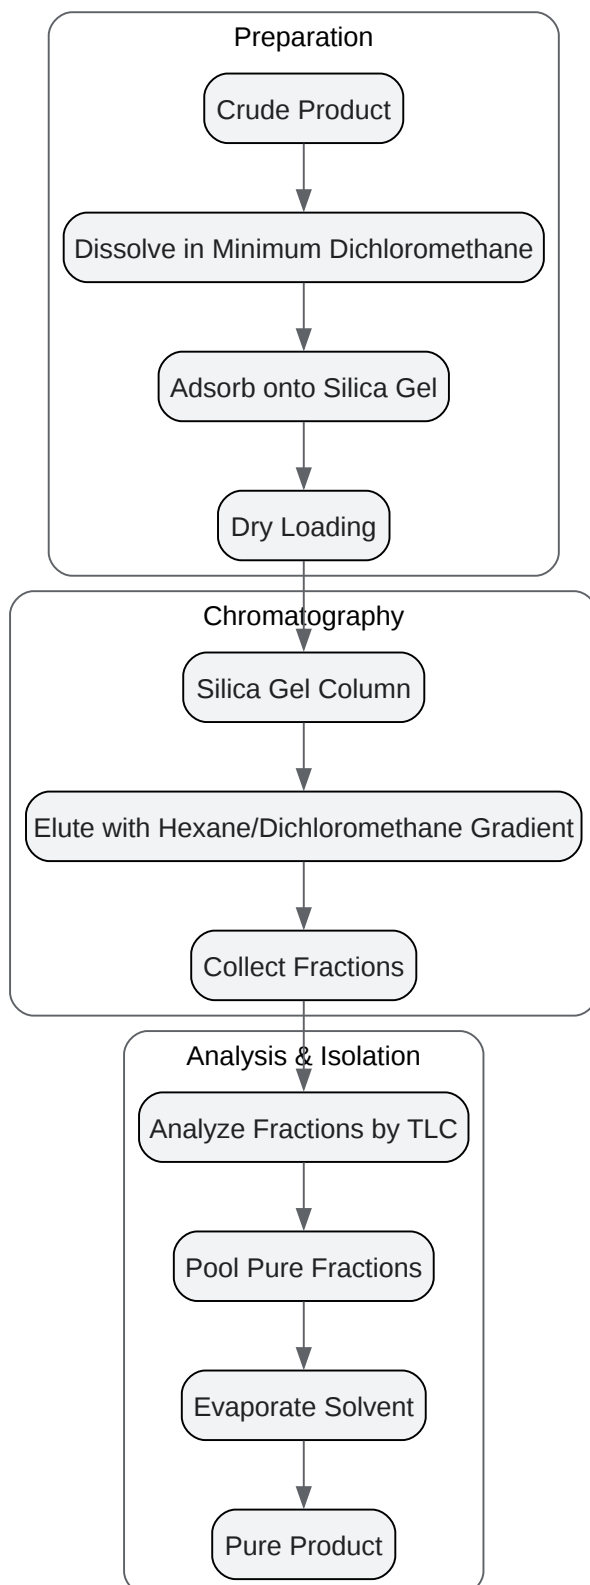 Preparation
Crude Product
Dissolve in Minimum Dichloromethane
Adsorb onto Silica Gel
Dry Loading
Chromatography
Silica Gel Column
Elute with Hexane/Dichloromethane Gradient
Collect Fractions
Analysis & Isolation
Analyze Fractions by TLC
Pool Pure Fractions
Evaporate Solvent
Pure Product